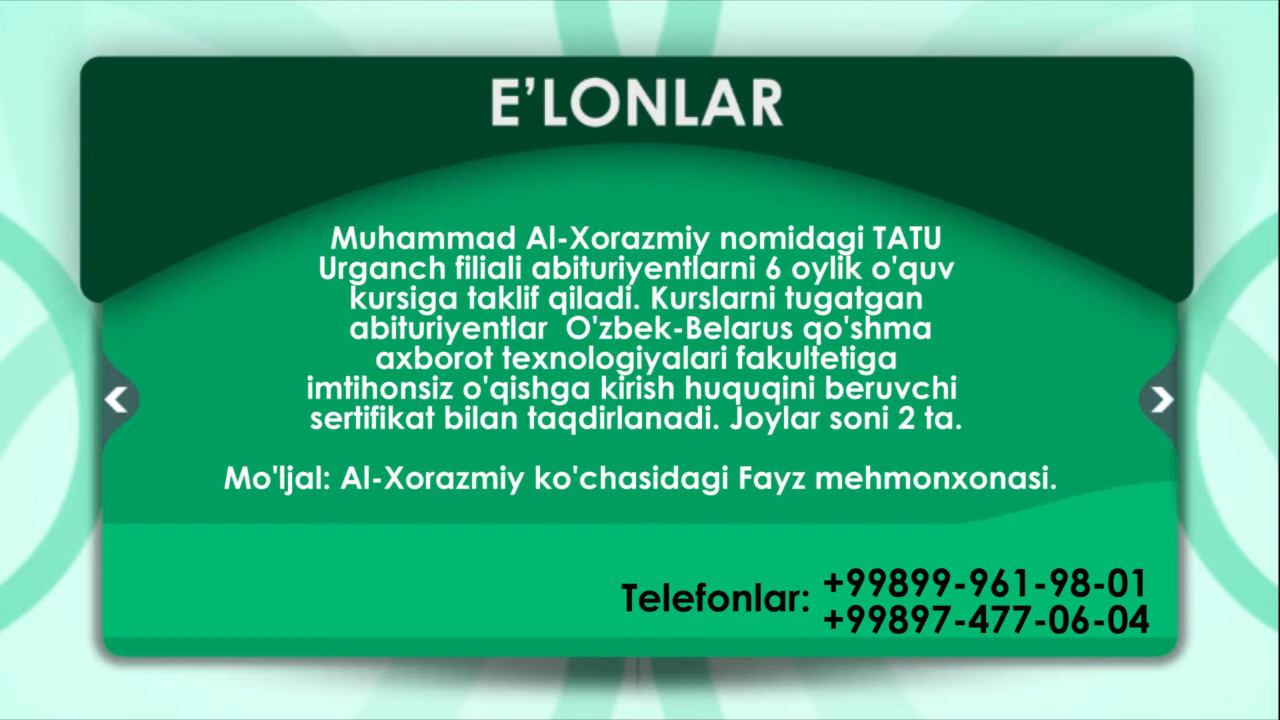 E’LONLAR
Muhammad Al-Xorazmiy nomidagi TATU
Urganch filiali abituriyentlarni 6 oylik o'quv
kursiga taklif qiladi. Kurslarni tugatgan
abituriyentlar  O'zbek-Belarus qo'shma
axborot texnologiyalari fakultetiga
imtihonsiz o'qishga kirish huquqini beruvchi
sertifikat bilan taqdirlanadi. Joylar soni 2 ta.
Mo'ljal: Al-Xorazmiy ko'chasidagi Fayz mehmonxonasi.
Telefonlar: +99899-961-98-01
+99897-477-06-04